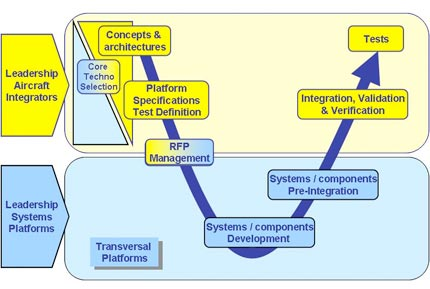 Leadership
Aircraft
Integrators
Concepts &
architectures
Core
Techno
Selection
Platform
Specifications
Test Definition
RFP
Management
Tests
Integration, Validation
& Verification
Leadership
Systems
Platforms
Systems / components
Pre-Integration
Systems / components
Development
Transversal
Platforms